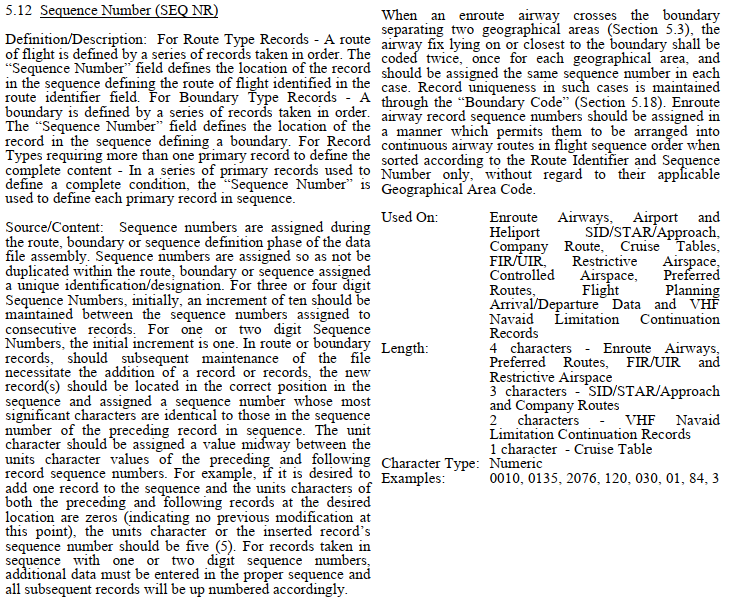 5.12 Sequence Number (SEQ NR)
Definition/Description: For Route Type Records - A route
of flight is defined by a series of records taken in order. The
“Sequence Number” field defines the location of the record
in the sequence defining the route of flight identified in the
route identifier field. For Boundary Type Records - A
boundary is defined by a series of records taken in order.
The “Sequence Number” field defines the location of the
record in the sequence defining a boundary. For Record
Types requiring more than one primary record to define the
complete content - In a series of primary records used to
define a complete condition, the “Sequence Number” is
used to define each primary record in sequence.
Source/Content: Sequence numbers are assigned during
the route, boundary or sequence definition phase of the data
file assembly. Sequence numbers are assigned so as not be
duplicated within the route, boundary or sequence assigned
a unique identification/designation. For three or four digit
Sequence Numbers, initially, an increment of ten should be
maintained between the sequence numbers assigned to
consecutive records. For one or two digit Sequence
Numbers, the initial increment is one. In route or boundary
records, should subsequent maintenance of the file
necessitate the addition of a record or records, the new
record(s) should be located in the correct position in the
sequence and assigned a sequence number whose most
significant characters are identical to those in the sequence
number of the preceding record in sequence. The unit
character should be assigned a value midway between the
units character values of the preceding and following
record sequence numbers. For example, if it is desired to
add one record to the sequence and the units characters of
both the preceding and following records at the desired
location are zeros (indicating no previous modification at
this point), the units character or the inserted record’s
sequence number should be five (5). For records taken in
sequence with one or two digit sequence numbers,
additional data must be entered in the proper sequence and
all subsequent records will be up numbered accordingly.
When an enroute airway crosses the boundary
separating two geographical areas (Section 5.3), the
airway fix lying on or closest to the boundary shall be
coded twice, once for each geographical area, and
should be assigned the same sequence number in each
case. Record uniqueness in such cases is maintained
through the “Boundary Code” (Section 5.18). Enroute
airway record sequence numbers should be assigned in
a manner which permits them to be arranged into
continuous airway routes in flight sequence order when
sorted according to the Route Identifier and Sequence
Number only, without regard to their applicable
Geographical Area Code.
Used On: Enroute Airways, Airport and
Heliport SID/STAR/Approach,
Company Route, Cruise Tables,
FIR/UIR, Restrictive Airspace,
Controlled Airspace, Preferred
Routes, Flight Planning
Arrival/Departure Data and VHF
Navaid Limitation Continuation
Records
Length: 4 characters - Enroute Airways,
Preferred Routes, FIR/UIR and
Restrictive Airspace
3 characters - SID/STAR/Approach
and Company Routes
2 characters - VHF Navaid
Limitation Continuation Records
1 character - Cruise Table
Character Type: Numeric
Examples: 0010, 0135, 2076, 120, 030, 01, 84, 3